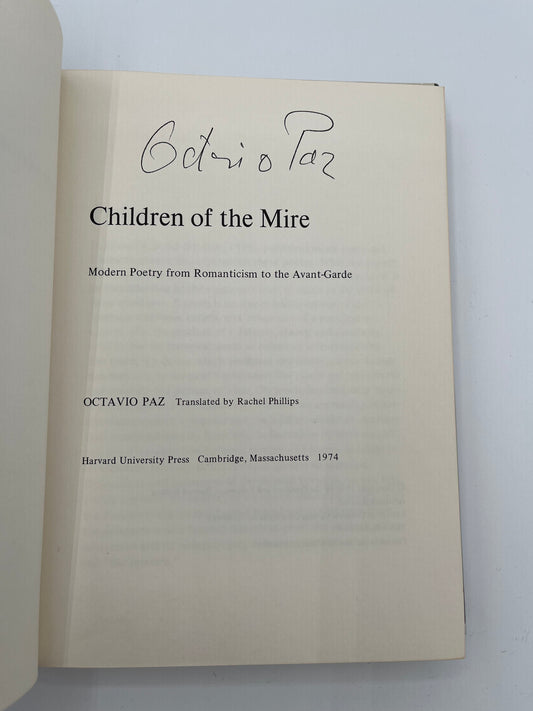 Octavio Paz
Children of the Mire
Modern Poetry from Romanticism to the Avant-Garde
OCTAVIO PAZ Translated by Rachel Phillips
Harvard University Press Cambridge, Massachusetts 1974